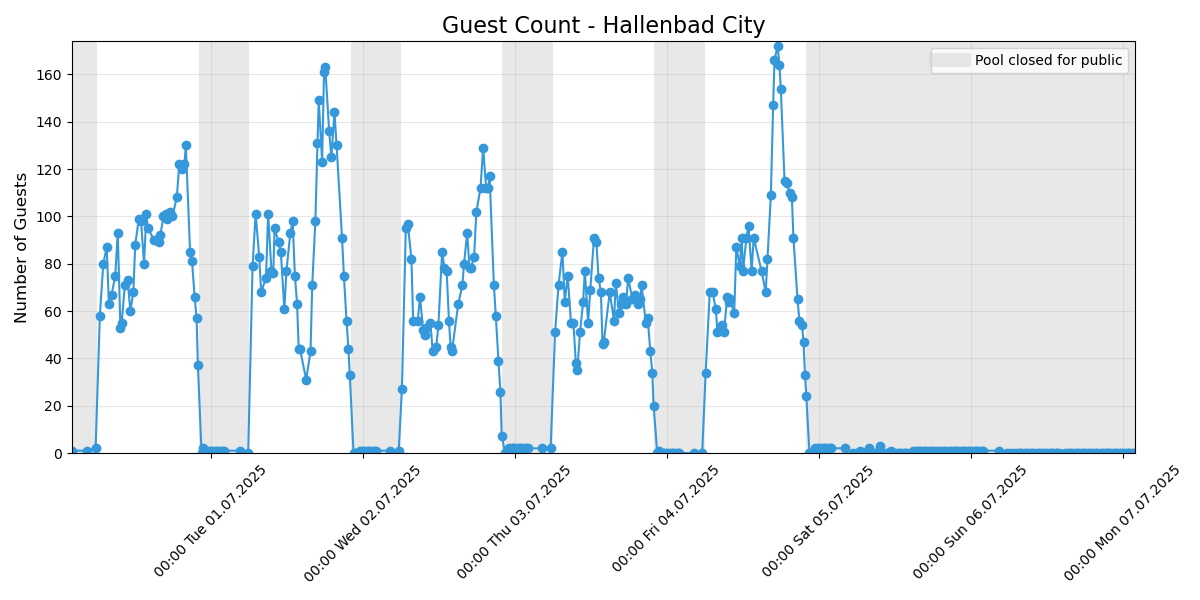 Guest Count - Hallenbad City
Pool closed for public
Number of Guests
160
140
120
100
80
60
40
20
0
00:00 Tue 01.07.2025
00:00 Wed 02.07.2025
00:00 Thu 03.07.2025
00:00 Fri 04.07.2025
00:00 Sat 05.07.2025
00:00 Sun 06.07.2025
00:00 Mon 07.07.2025